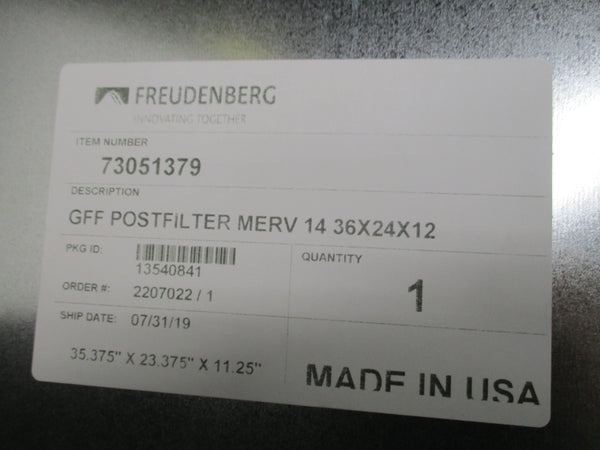 FREUDENBERG
INNOVATING TOGETHER
ITEM NUMBER
73051379
DESCRIPTION
GFF POSTFILTER MERV 14 36X24X12
PKG ID:
13540841
QUANTITY
1
ORDER #: 2207022 / 1
SHIP DATE: 07/31/19
35.375" X 23.375" X 11.25"
MADE IN USA